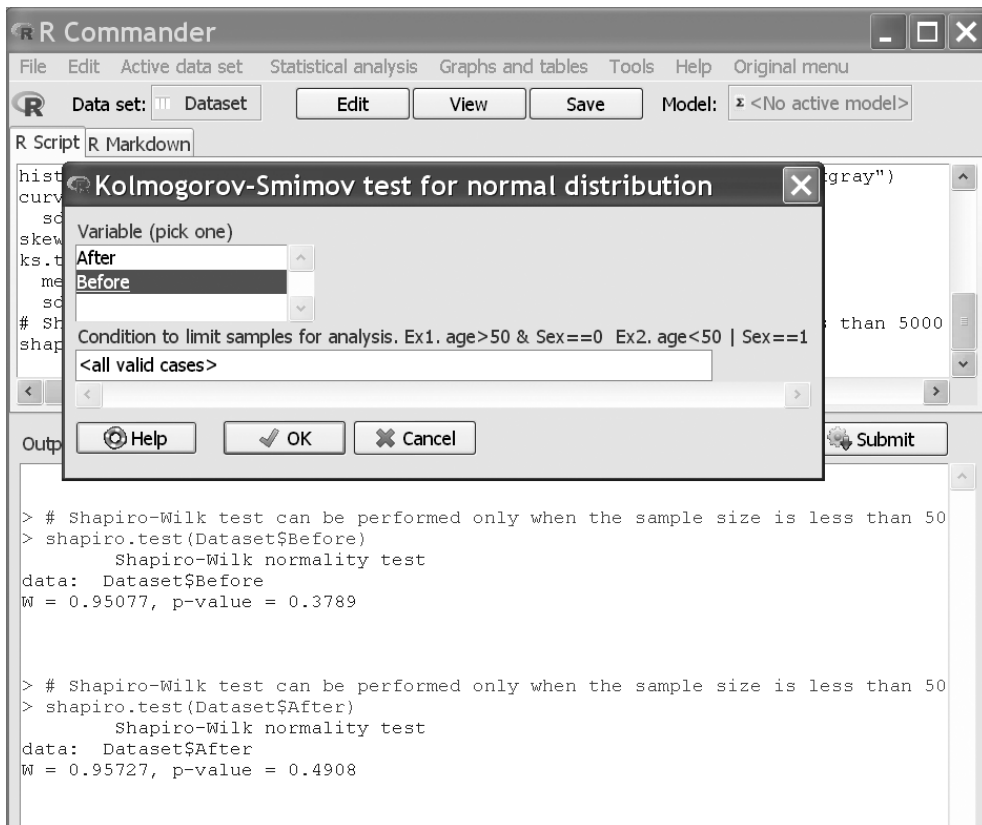 R Commander
File Edit Active data set Statistical analysis Graphs and tables Tools Help Original menu
Data set: Dataset Edit View Save Model: Σ <No active model>
R Script R Markdown
hist gray")
curv
sd
skew
ks.t
me
sd
# Sh s than 5000
shap
Kolmogorov-Smimov test for normal distribution
Variable (pick one)
After
Before
Condition to limit samples for analysis. Ex1. age>50 & Sex==0 Ex2. age<50 | Sex==1
<all valid cases>
Help OK Cancel
Outp Submit
> # Shapiro-Wilk test can be performed only when the sample size is less than 50
> shapiro.test(Dataset$Before)
Shapiro-Wilk normality test
data: Dataset$Before
W = 0.95077, p-value = 0.3789
> # Shapiro-Wilk test can be performed only when the sample size is less than 50
> shapiro.test(Dataset$After)
Shapiro-Wilk normality test
data: Dataset$After
W = 0.95727, p-value = 0.4908